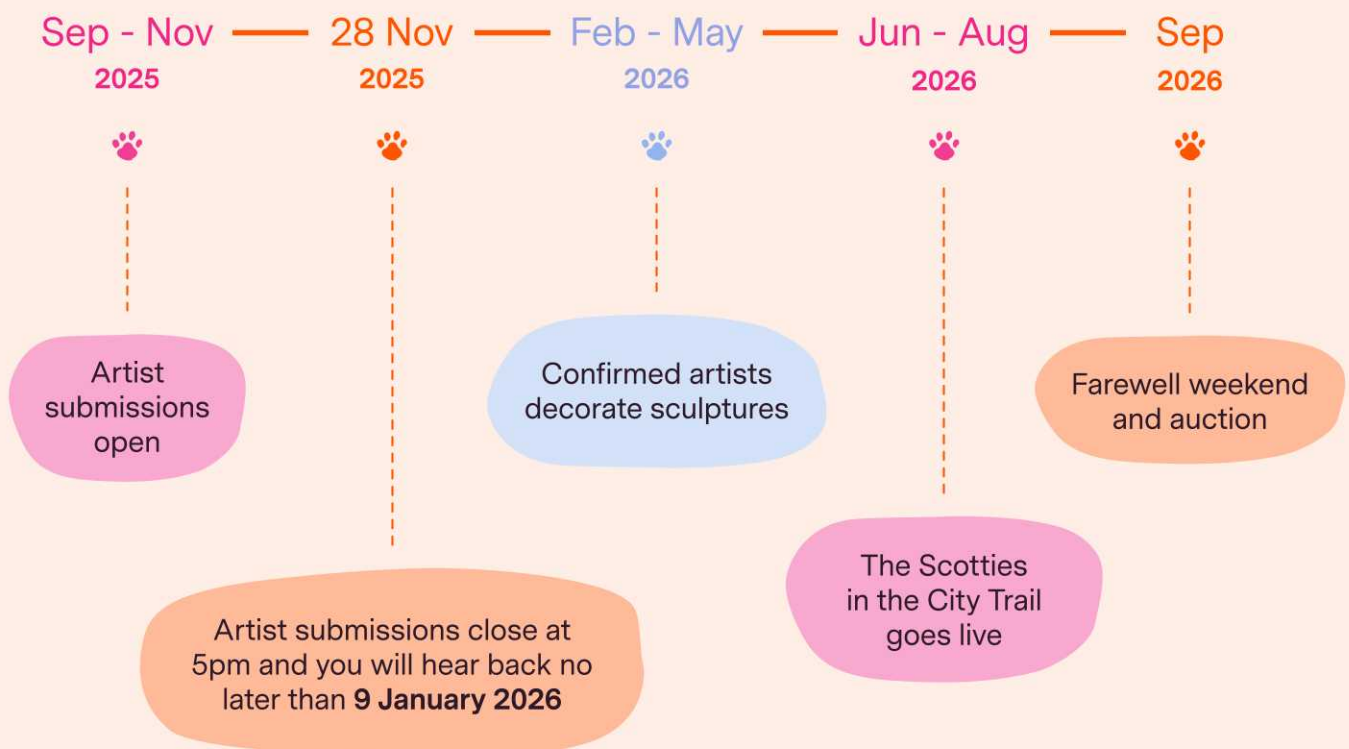 Sep - Nov
2025
28 Nov
2025
Feb - May
2026
Jun - Aug
2026
Sep
2026
Artist
submissions
open
Artist submissions close at
5pm and you will hear back no
later than 9 January 2026
Confirmed artists
decorate sculptures
The Scotties
in the City Trail
goes live
Farewell weekend
and auction